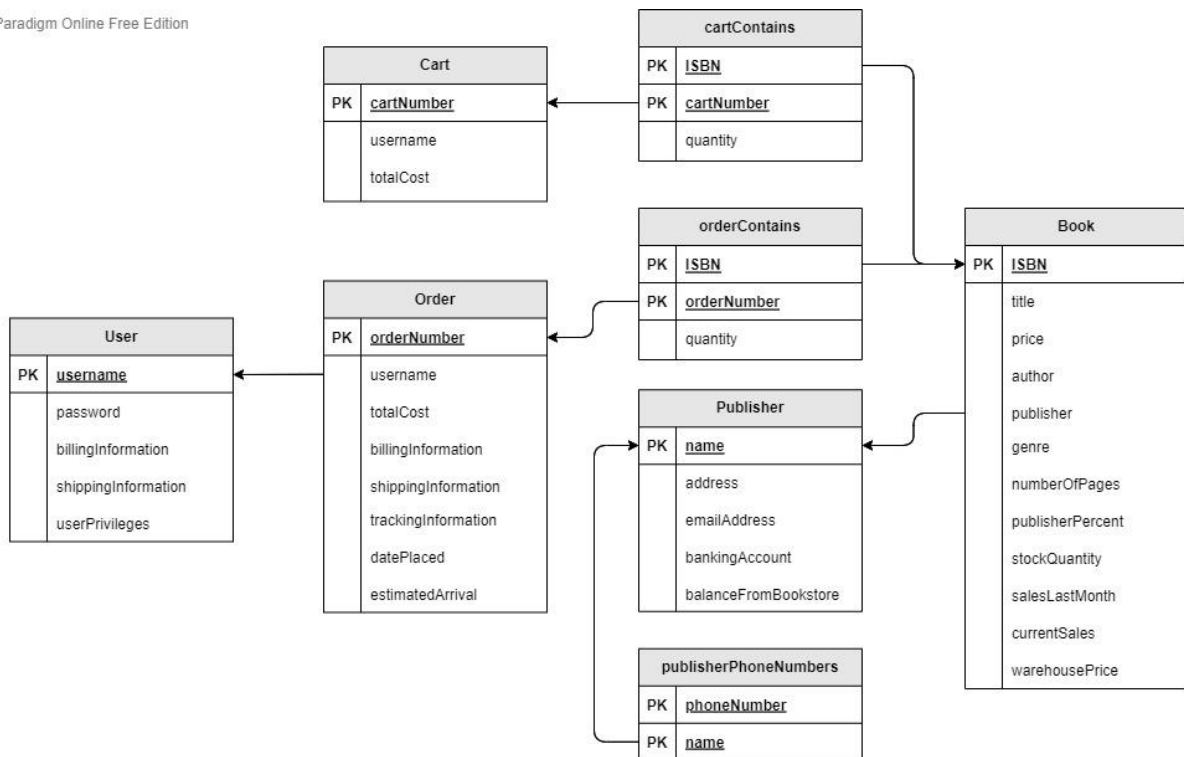 Paradigm Online Free Edition
cartContains
PK ISBN
PK cartNumber
quantity
Cart
PK cartNumber
username
totalCost
orderContains
PK ISBN
PK orderNumber
quantity
Book
PK ISBN
title
price
author
publisher
genre
numberOfPages
publisherPercent
stockQuantity
salesLastMonth
currentSales
warehousePrice
Order
PK orderNumber
username
totalCost
billingInformation
shippingInformation
trackingInformation
datePlaced
estimatedArrival
User
PK username
password
billingInformation
shippingInformation
userPrivileges
Publisher
PK name
address
emailAddress
bankingAccount
balanceFromBookstore
publisherPhoneNumbers
PK phoneNumber
PK name